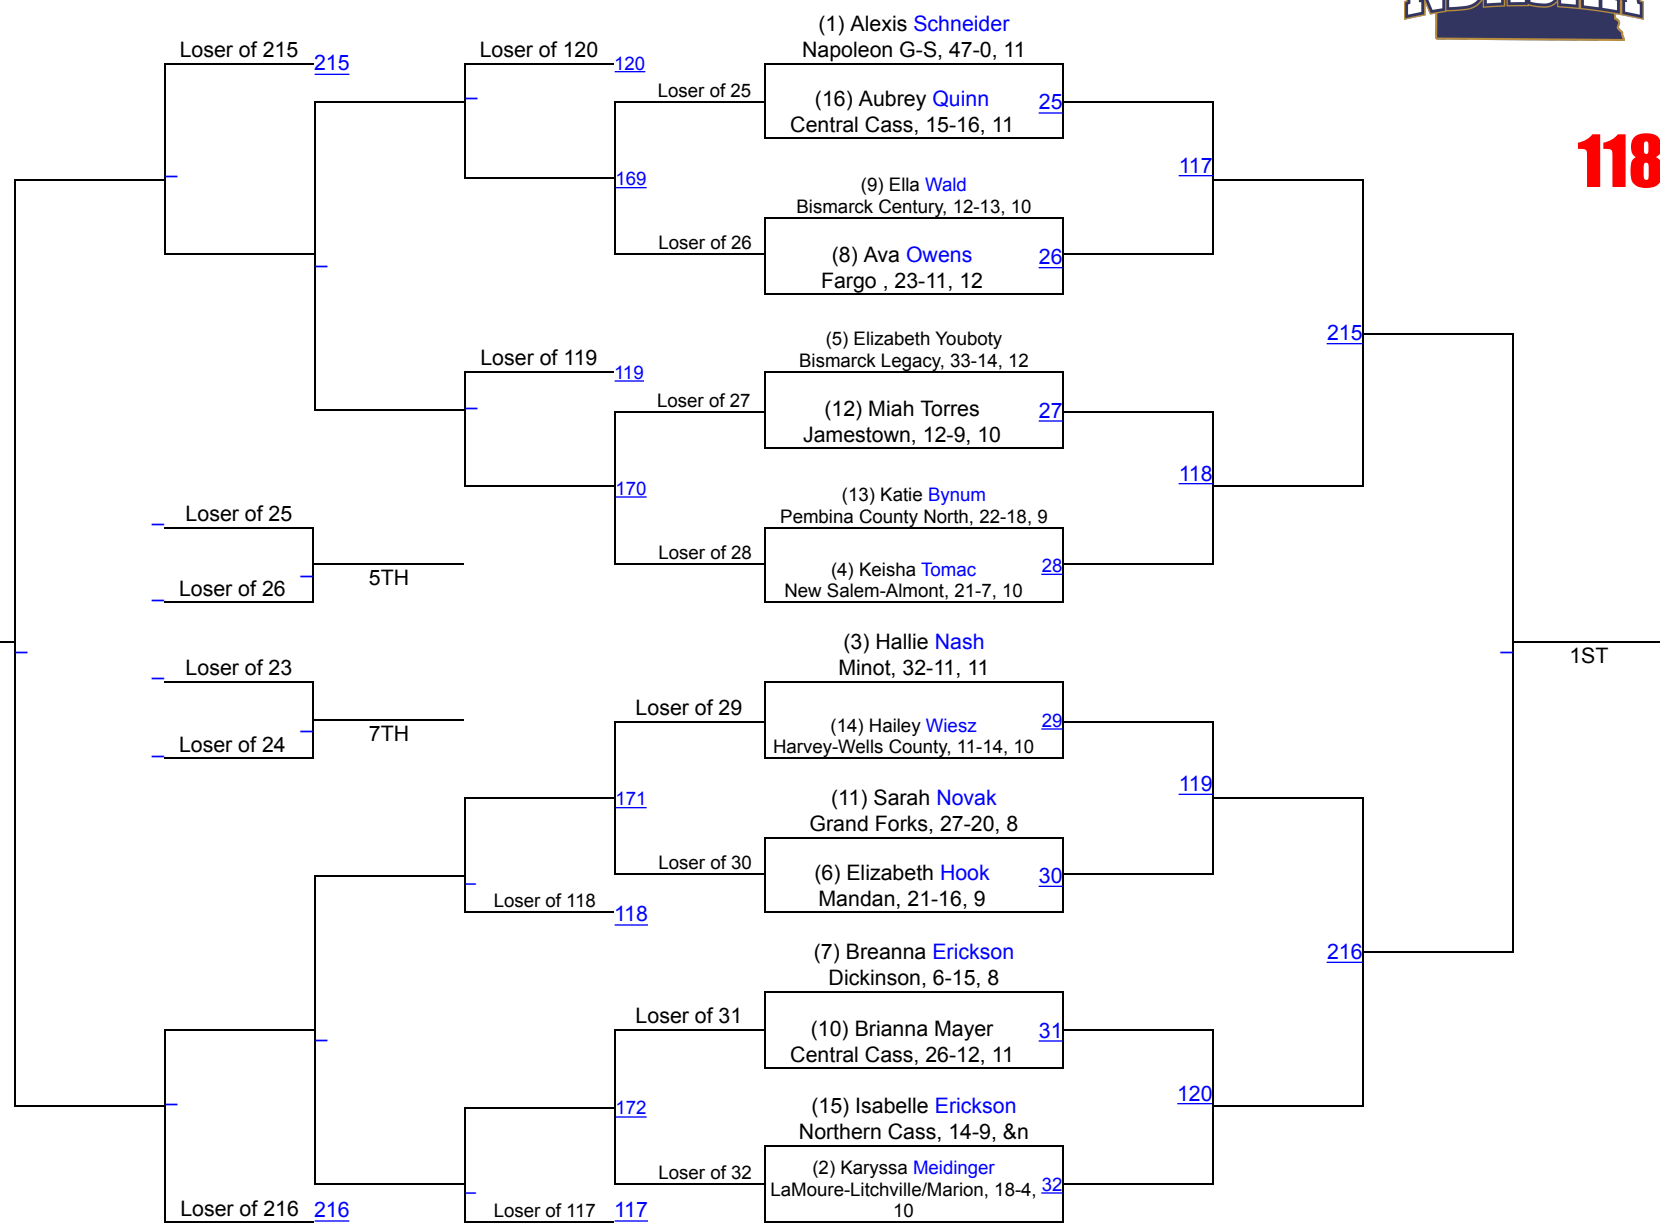 (1) Alexis Schneider
Napoleon G-S, 47-0, 11
(16) Aubrey Quinn
Central Cass, 15-16, 11
25
(9) Ella Wald
Bismarck Century, 12-13, 10
(8) Ava Owens
Fargo , 23-11, 12
26
(5) Elizabeth Youboty
Bismarck Legacy, 33-14, 12
(12) Miah Torres
Jamestown, 12-9, 10
27
(13) Katie Bynum
Pembina County North, 22-18, 9
(4) Keisha Tomac
New Salem-Almont, 21-7, 10
28
(3) Hallie Nash
Minot, 32-11, 11
(14) Hailey Wiesz
Harvey-Wells County, 11-14, 10
29
(11) Sarah Novak
Grand Forks, 27-20, 8
(6) Elizabeth Hook
Mandan, 21-16, 9
30
(7) Breanna Erickson
Dickinson, 6-15, 8
(10) Brianna Mayer
Central Cass, 26-12, 11
31
(15) Isabelle Erickson
Northern Cass, 14-9, &n
(2) Karyssa Meidinger
LaMoure-Litchville/Marion, 18-4,
10
32
117
118
119
120
215
216
1ST
118
Loser of 25
Loser of 26
Loser of 27
Loser of 28
Loser of 29
Loser of 30
Loser of 31
Loser of 32
169
170
171
172
Loser of 120
120
Loser of 119
119
Loser of 118
118
Loser of 117
117
Loser of 215
215
Loser of 216
216
Loser of 25
Loser of 26
5TH
Loser of 23
Loser of 24
7TH